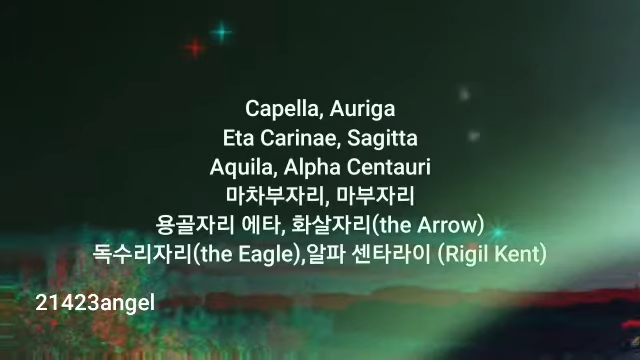 Capella, Auriga
Eta Carinae, Sagitta
Aquila, Alpha Centauri
마차부자리, 마부자리
용골자리 에타, 화살자리(the Arrow)
독수리자리(the Eagle),알파 센타라이 (Rigil Kent)
21423angel